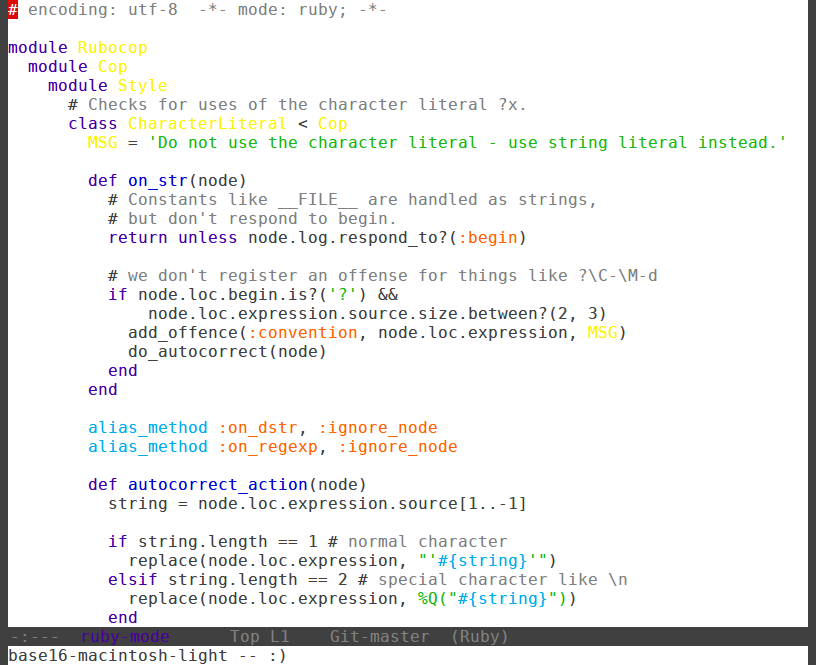 # encoding: utf-8  -*- mode: ruby; -*-

module Rubocop
  module Cop
    module Style
      # Checks for uses of the character literal ?x.
      class CharacterLiteral < Cop
        MSG = 'Do not use the character literal - use string literal instead.'

        def on_str(node)
          # Constants like __FILE__ are handled as strings,
          # but don't respond to begin.
          return unless node.log.respond_to?(:begin)

          # we don't register an offense for things like ?\C-\M-d
          if node.loc.begin.is?('?') &&
              node.loc.expression.source.size.between?(2, 3)
            add_offence(:convention, node.loc.expression, MSG)
            do_autocorrect(node)
          end
        end

        alias_method :on_dstr, :ignore_node
        alias_method :on_regexp, :ignore_node

        def autocorrect_action(node)
          string = node.loc.expression.source[1..-1]

          if string.length == 1 # normal character
            replace(node.loc.expression, "'#{string}'")
          elsif string.length == 2 # special character like \n
            replace(node.loc.expression, %Q("#{string}"))
          end
-:---  ruby-mode      Top L1    Git-master  (Ruby)
base16-macintosh-light -- :)